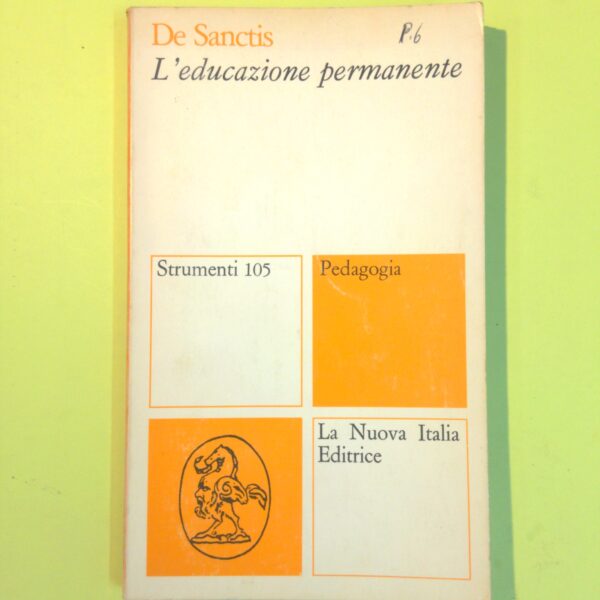 De Sanctis
P.6
L'educazione permanente
Strumenti 105
Pedagogia
La Nuova Italia
Editrice